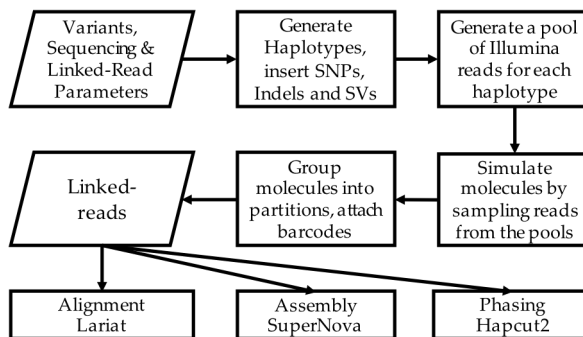 Variants,
Sequencing &
Linked-Read
Parameters
Generate
Haplotypes,
insert SNPs,
Indels and SVs
Generate a pool
of Illumina
reads for each
haplotype
Linked-
reads
Group
molecules into
partitions, attach
barcodes
Simulate
molecules by
sampling reads
from the pools
Alignment
Lariat
Assembly
SuperNova
Phasing
Hapcut2